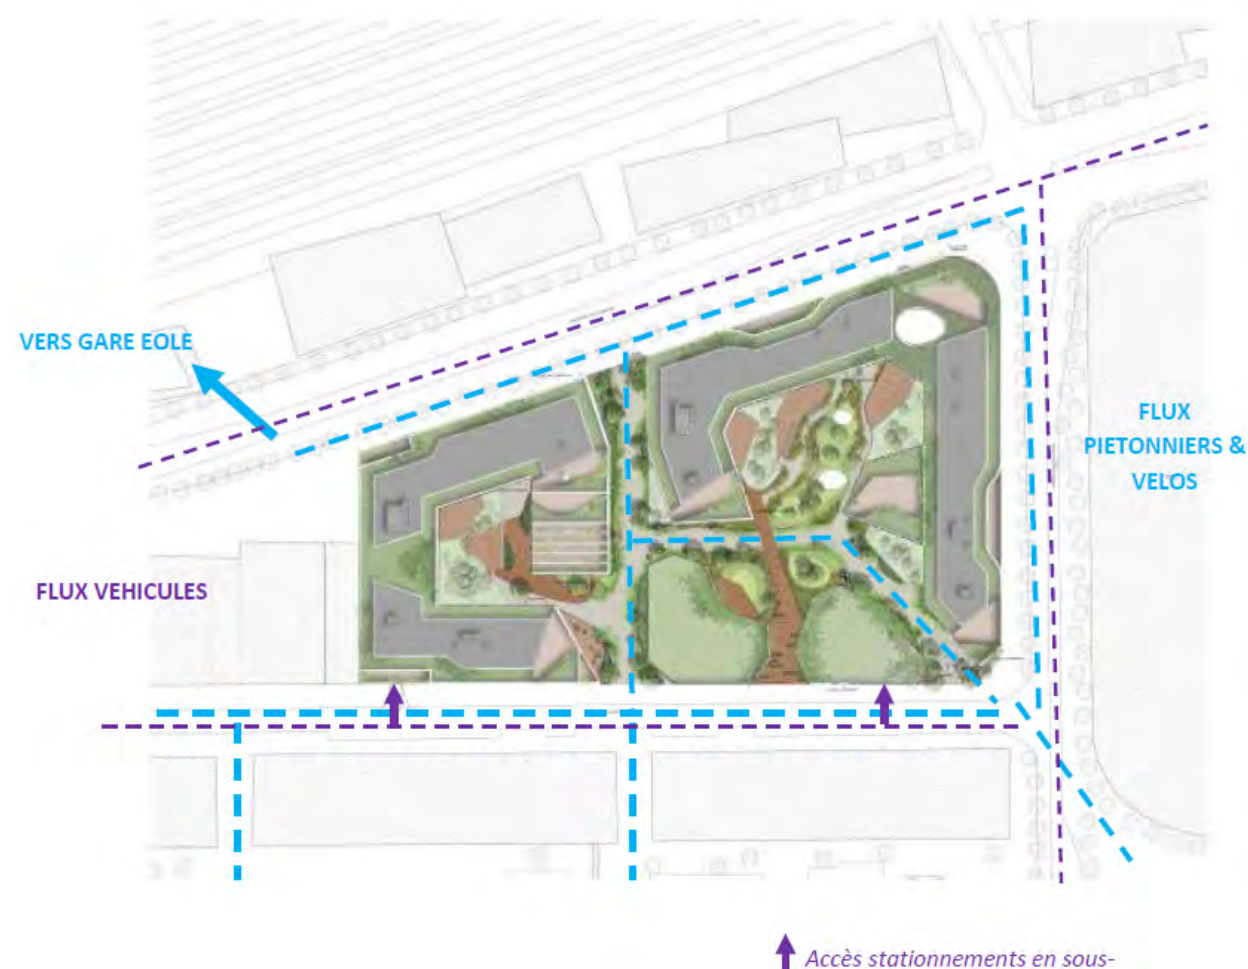 VERS GARE EOLE
FLUX
PIETONNIERS &
VELOS
FLUX VEHICULES
Accès stationnements en sous-